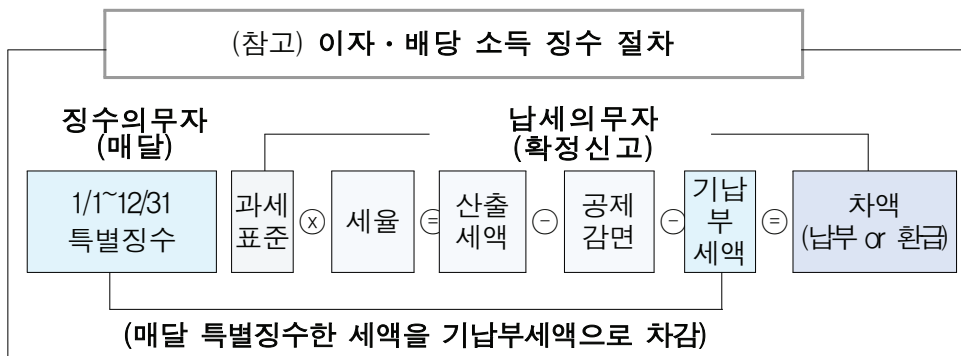 (참고) 이자·배당 소득 징수 절차
징수의무자
(매달)
납세의무자
(확정신고)
1/1~12/31
특별징수
과세
표준
ⓧ
세율
⊜
산출
세액
⊖
공제
감면
⊖
기납
부
세액
⊜
차액
(납부 or 환급)
(매달 특별징수한 세액을 기납부세액으로 차감)